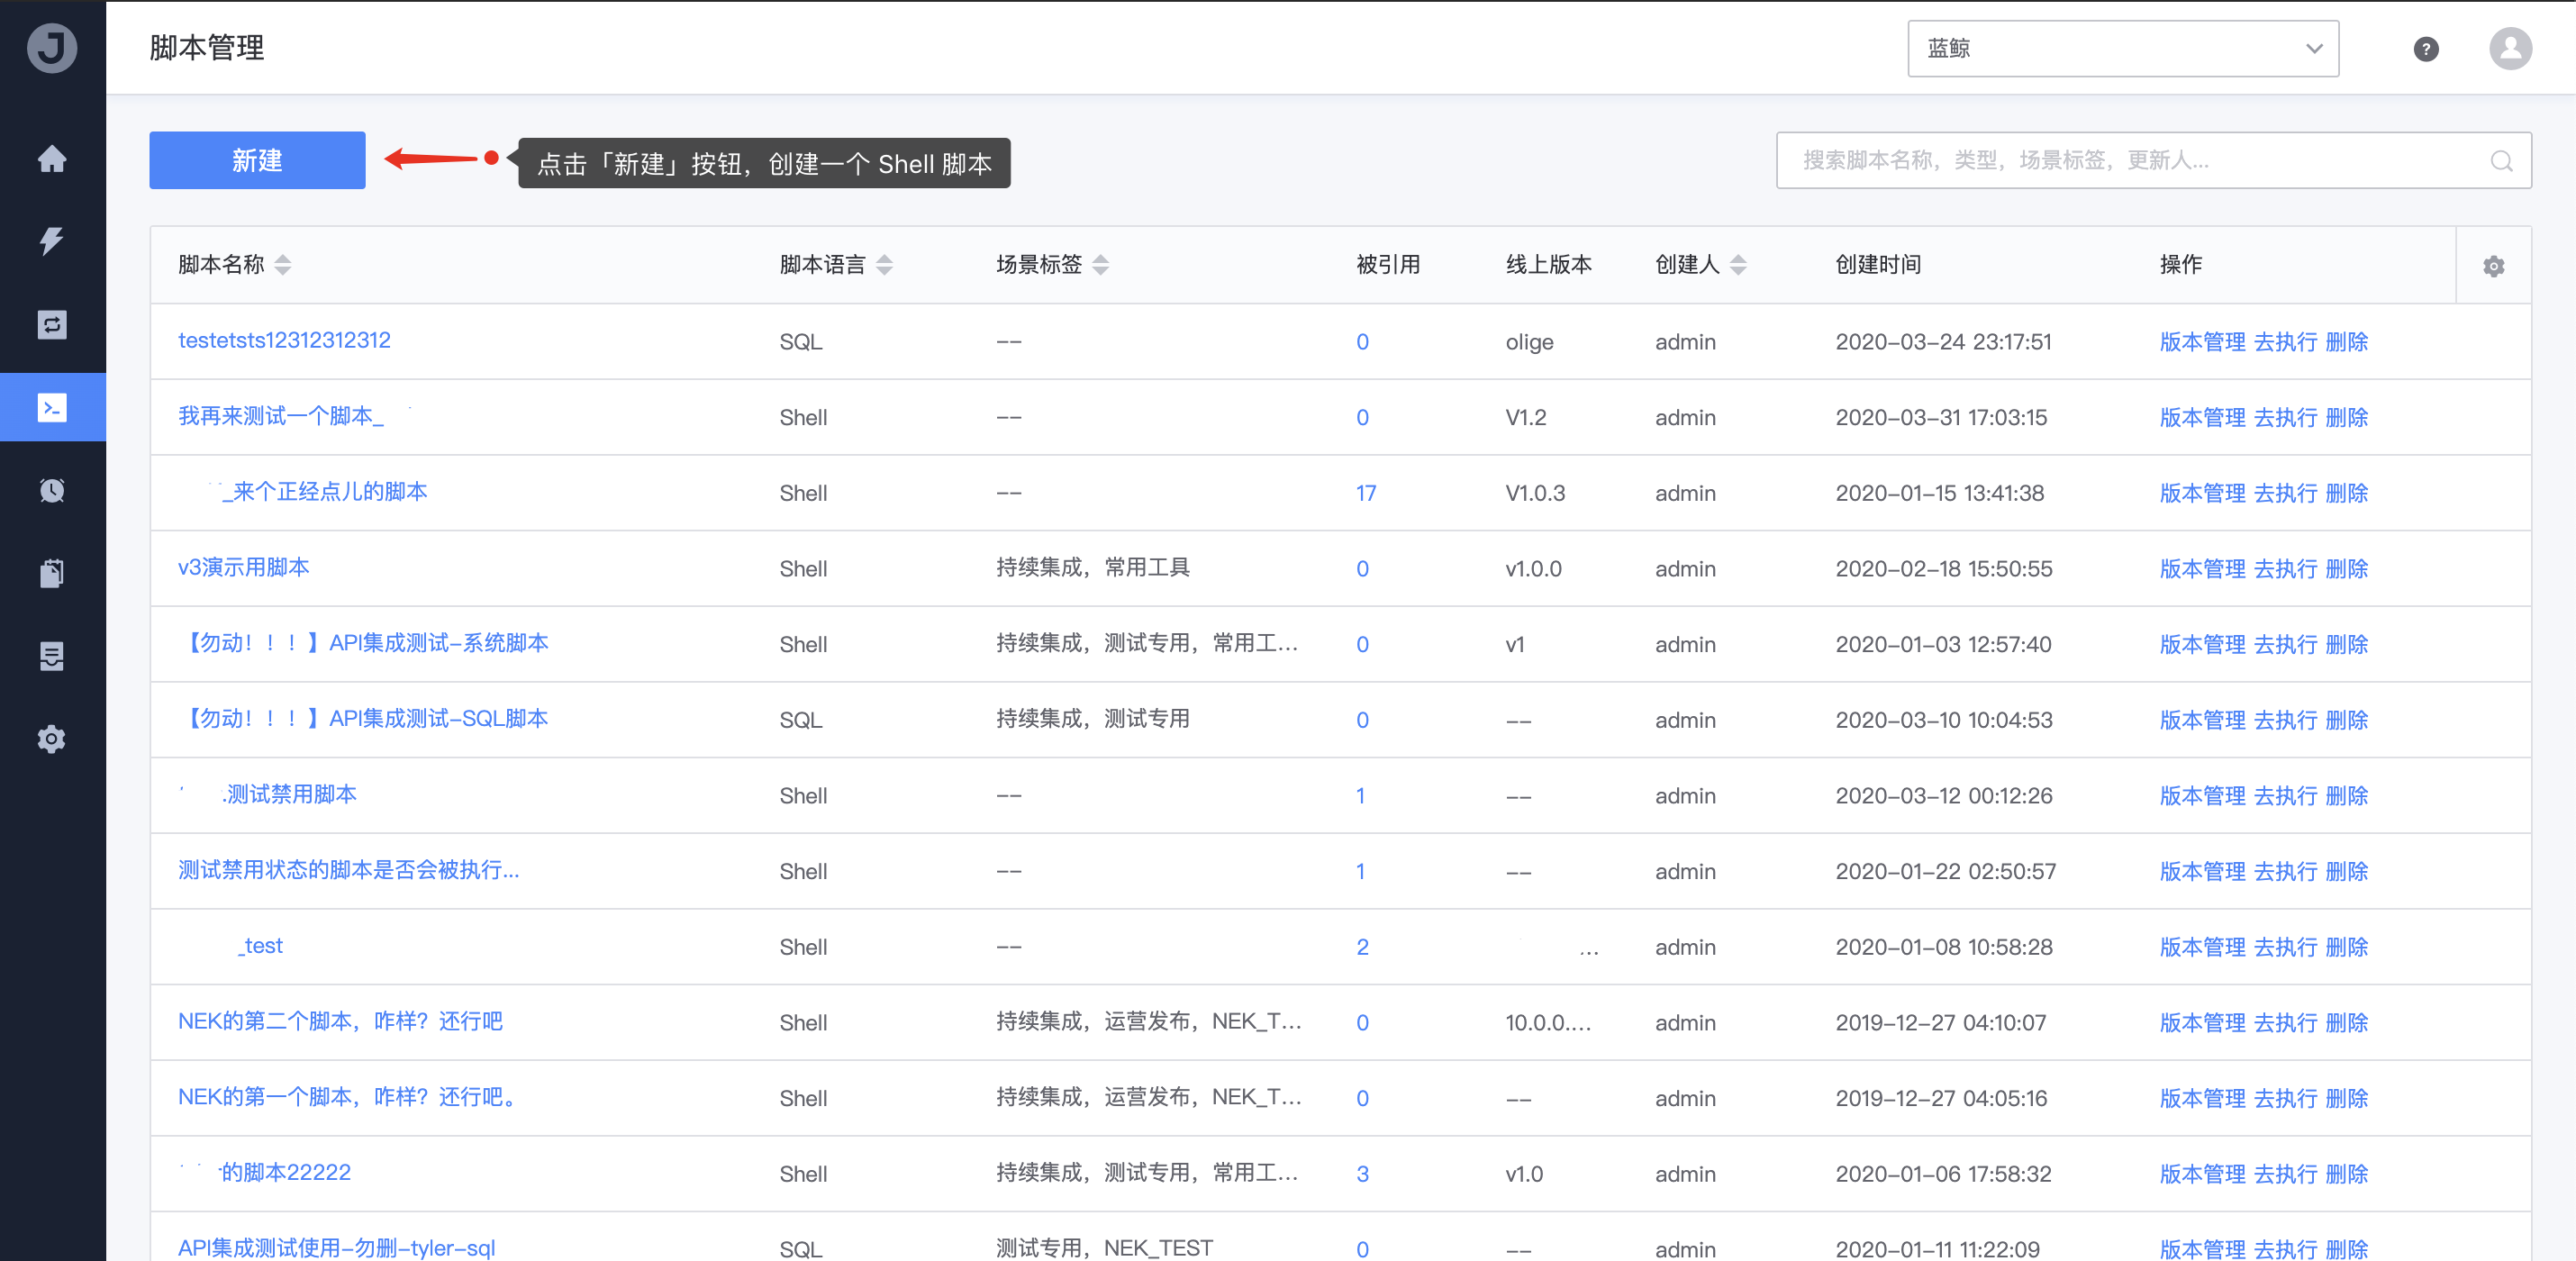 J
脚本管理
蓝鲸
?
新建
点击「新建」按钮，创建一个 Shell 脚本
搜索脚本名称，类型，场景标签，更新人...
脚本名称 脚本语言 场景标签 被引用 线上版本 创建人 创建时间 操作
testetsts12312312312 SQL -- 0 olige admin 2020-03-24 23:17:51 版本管理 去执行 删除
我再来测试一个脚本_ Shell -- 0 V1.2 admin 2020-03-31 17:03:15 版本管理 去执行 删除
_来个正经点儿的脚本 Shell -- 17 V1.0.3 admin 2020-01-15 13:41:38 版本管理 去执行 删除
v3演示用脚本 Shell 持续集成，常用工具 0 v1.0.0 admin 2020-02-18 15:50:55 版本管理 去执行 删除
【勿动！！！】API集成测试-系统脚本 Shell 持续集成，测试专用，常用工... 0 v1 admin 2020-01-03 12:57:40 版本管理 去执行 删除
【勿动！！！】API集成测试-SQL脚本 SQL 持续集成，测试专用 0 -- admin 2020-03-10 10:04:53 版本管理 去执行 删除
.测试禁用脚本 Shell -- 1 -- admin 2020-03-12 00:12:26 版本管理 去执行 删除
测试禁用状态的脚本是否会被执行... Shell -- 1 -- admin 2020-01-22 02:50:57 版本管理 去执行 删除
_test Shell -- 2 ... admin 2020-01-08 10:58:28 版本管理 去执行 删除
NEK的第二个脚本，咋样？还行吧 Shell 持续集成，运营发布，NEK_T... 0 10.0.0.... admin 2019-12-27 04:10:07 版本管理 去执行 删除
NEK的第一个脚本，咋样？还行吧。 Shell 持续集成，运营发布，NEK_T... 0 -- admin 2019-12-27 04:05:16 版本管理 去执行 删除
的脚本22222 Shell 持续集成，测试专用，常用工... 3 v1.0 admin 2020-01-06 17:58:32 版本管理 去执行 删除
API集成测试使用-勿删-tyler-sql SQL 测试专用，NEK_TEST 0 -- admin 2020-01-11 11:22:09 版本管理 去执行 删除